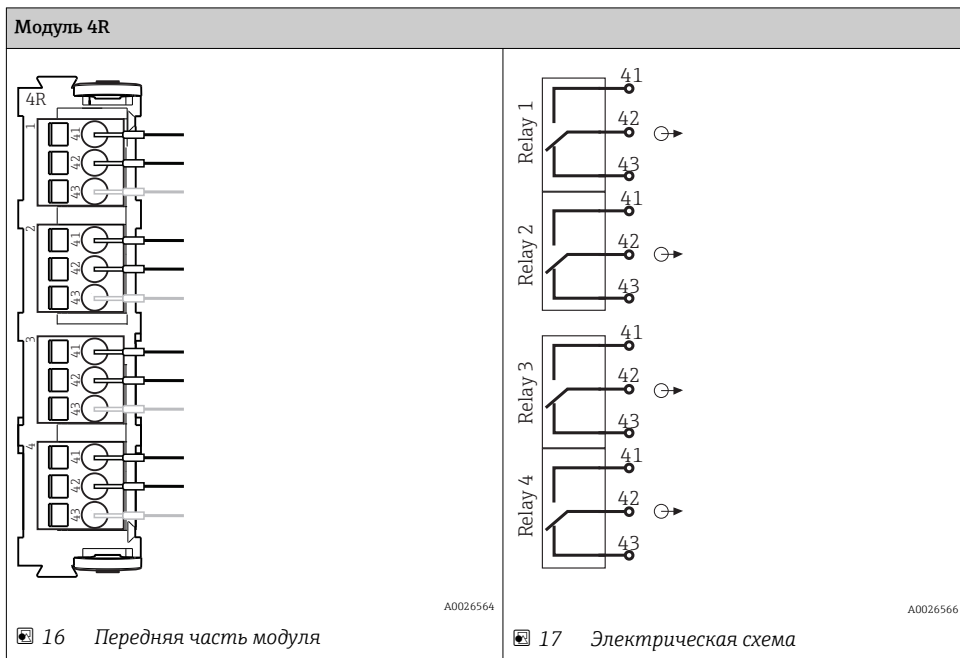 Модуль 4R
4R
1
41
42
43
2
41
42
43
3
41
42
43
4
41
42
43
A0026564
16 Передняя часть модуля
Relay 1
41
42
43
Relay 2
41
42
43
Relay 3
41
42
43
Relay 4
41
42
43
A0026566
17 Электрическая схема